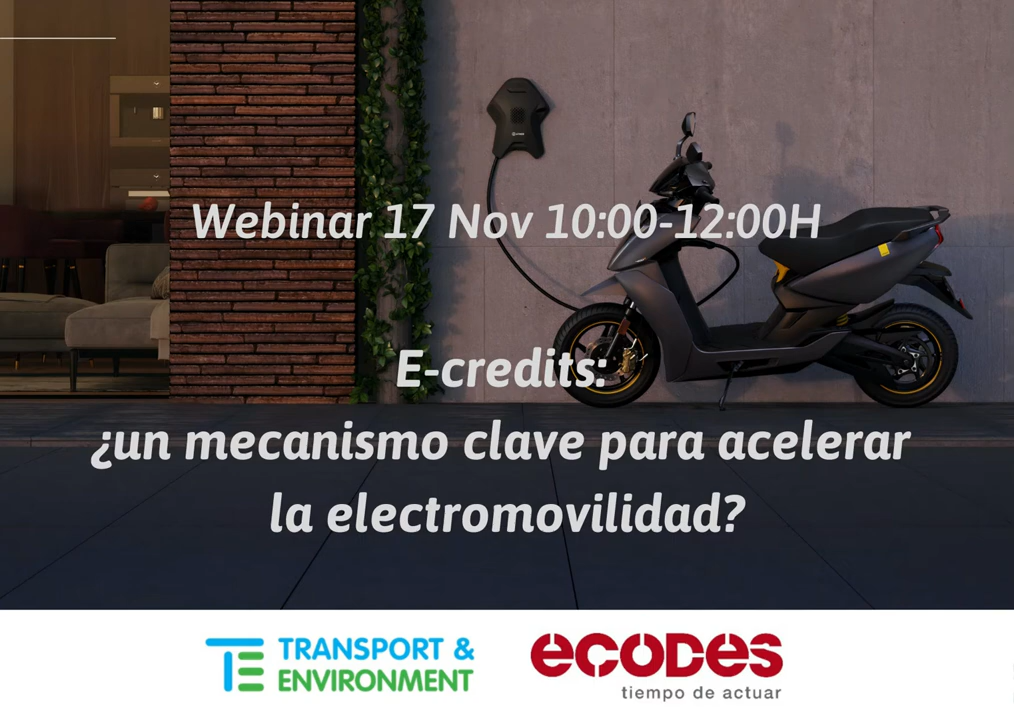 Webinar 17 Nov 10:00-12:00H
E-credits:
¿un mecanismo clave para acelerar
la electromovilidad?
TE TRANSPORT &
ENVIRONMENT
ecodes
tiempo de actuar